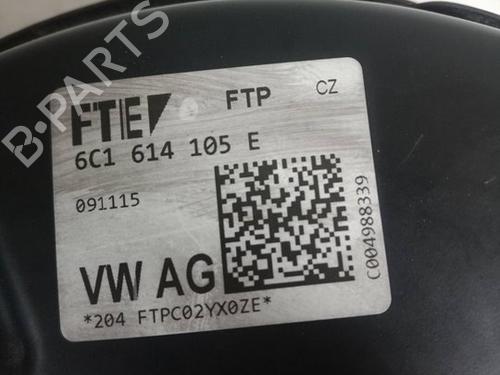 B-PARTS
FTE FTP CZ
6C1 614 105 E
091115
VW AG
*204 FTPC02YX0ZE*
C004988339